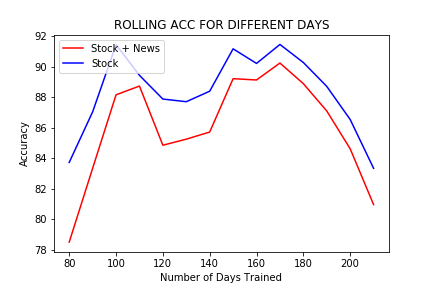 ROLLING ACC FOR DIFFERENT DAYS
92
90
88
86
84
82
80
78
Accuracy
Stock + News
Stock
80 100 120 140 160 180 200
Number of Days Trained